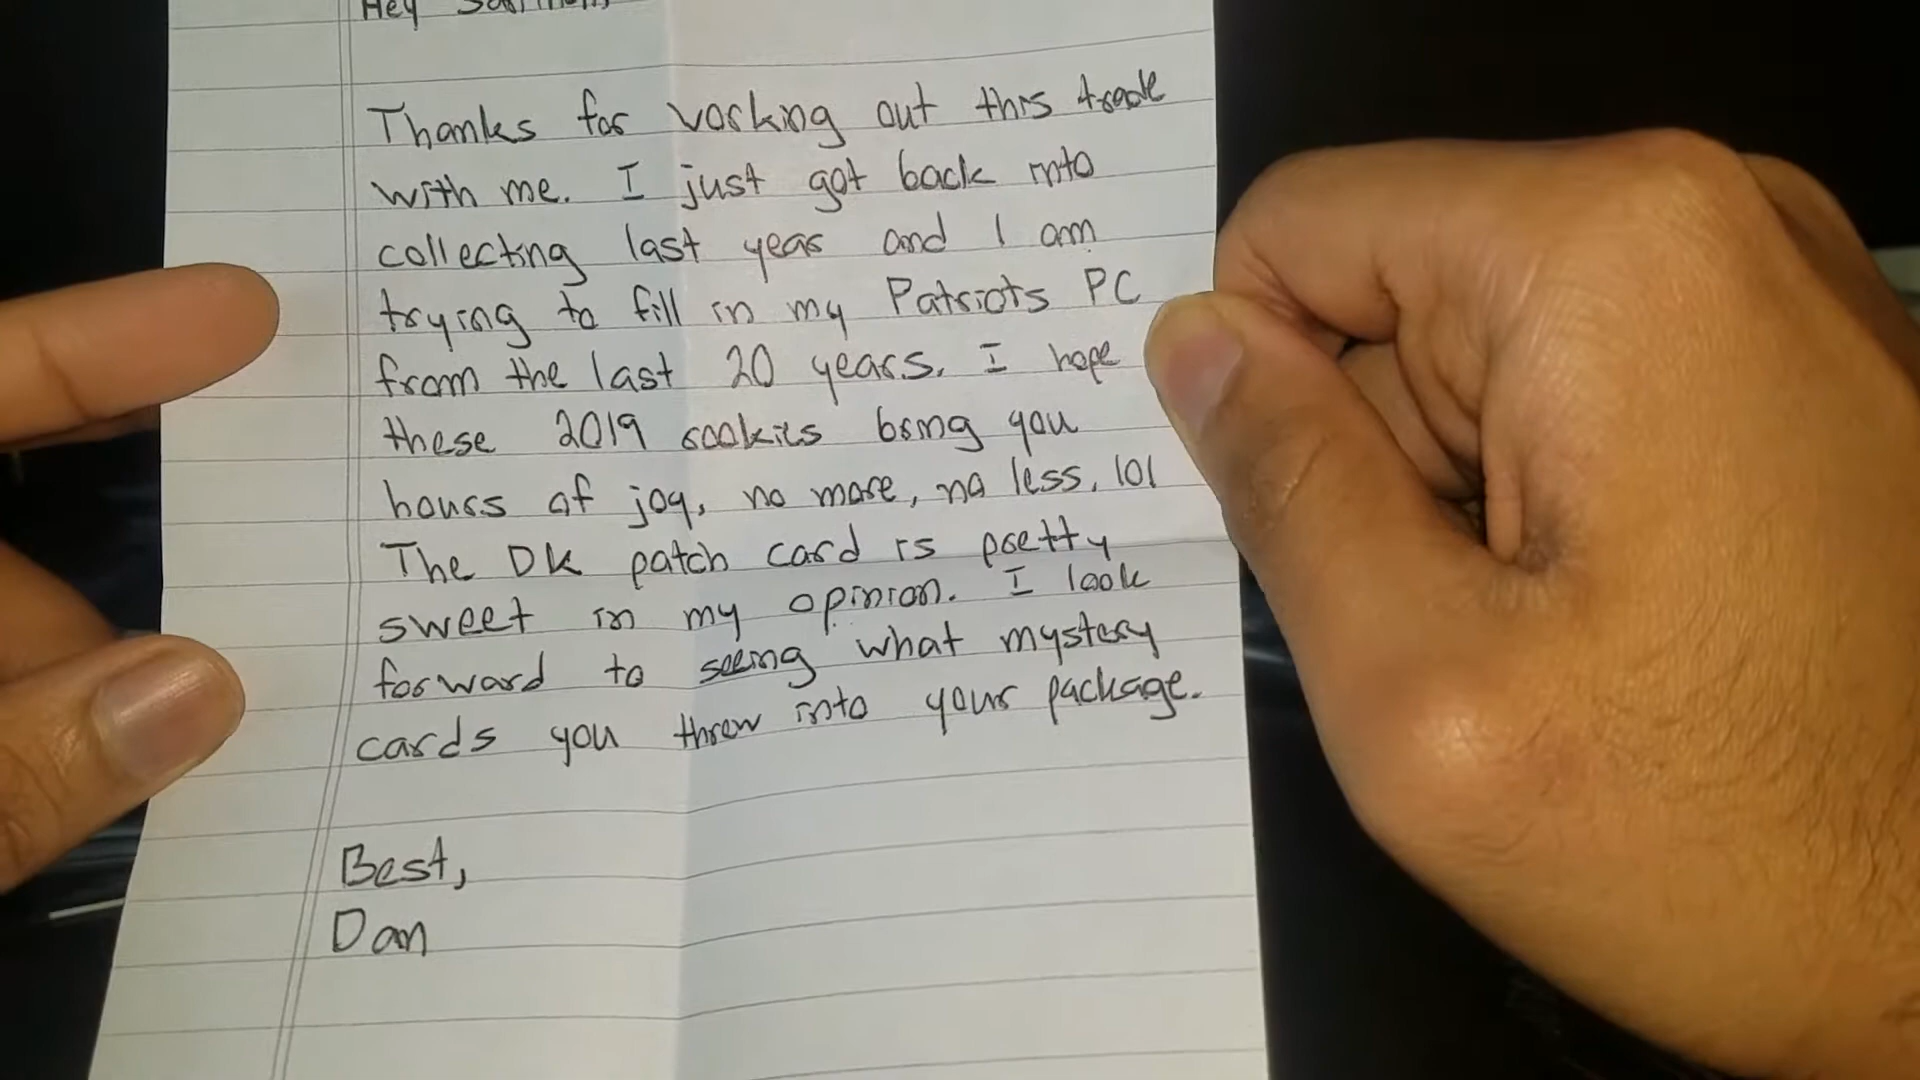 Hey
Thanks for working out this trade
with me. I just got back into
collecting last year and I am
trying to fill in my Patriots PC
from the last 20 years. I hope
these 2019 rookies bring you
hours of joy, no more, no less, lol
The DK patch card is pretty
sweet in my opinion. I look
forward to seeing what mystery
cards you threw into your package.
Best,
Dan